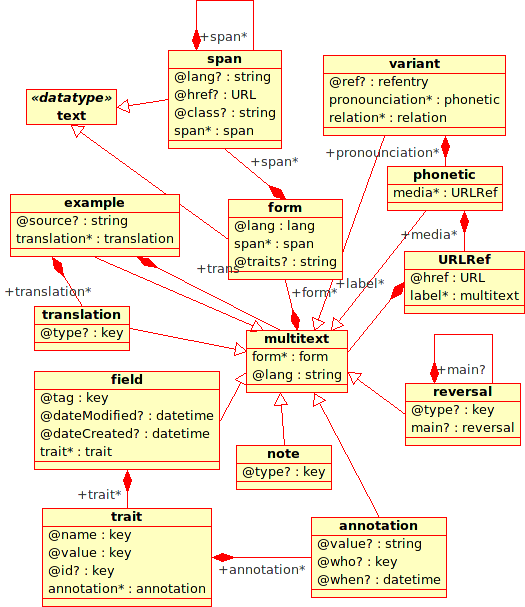 +span*
span
@lang? : string
@href? : URL
@class? : string
span* : span
variant
@ref? : refentry
pronounciation* : phonetic
relation* : relation
«datatype»
text
+span*
+pronounciation*
phonetic
media* : URLRef
example
@source? : string
translation* : translation
form
@lang : lang
span* : span
@traits? : string
+media*
+trans
URLRef
@href : URL
label* : multitext
+translation*
+form*
+label*
translation
@type? : key
multitext
form* : form
@lang : string
+main?
field
@tag : key
@dateModified? : datetime
@dateCreated? : datetime
trait* : trait
reversal
@type? : key
main? : reversal
note
@type? : key
+trait*
trait
@name : key
@value : key
@id? : key
annotation* : annotation
+annotation*
annotation
@value? : string
@who? : key
@when? : datetime